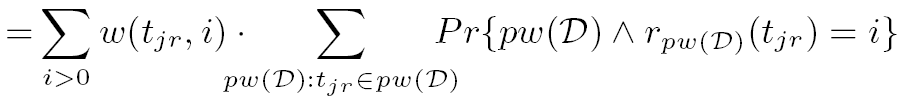 = \sum_{i>0} w(t_{jr}, i) \cdot \sum_{pw(\mathcal{D}):t_{jr} \in pw(\mathcal{D})} Pr\{pw(\mathcal{D}) \wedge r_{pw(\mathcal{D})}(t_{jr}) = i\}